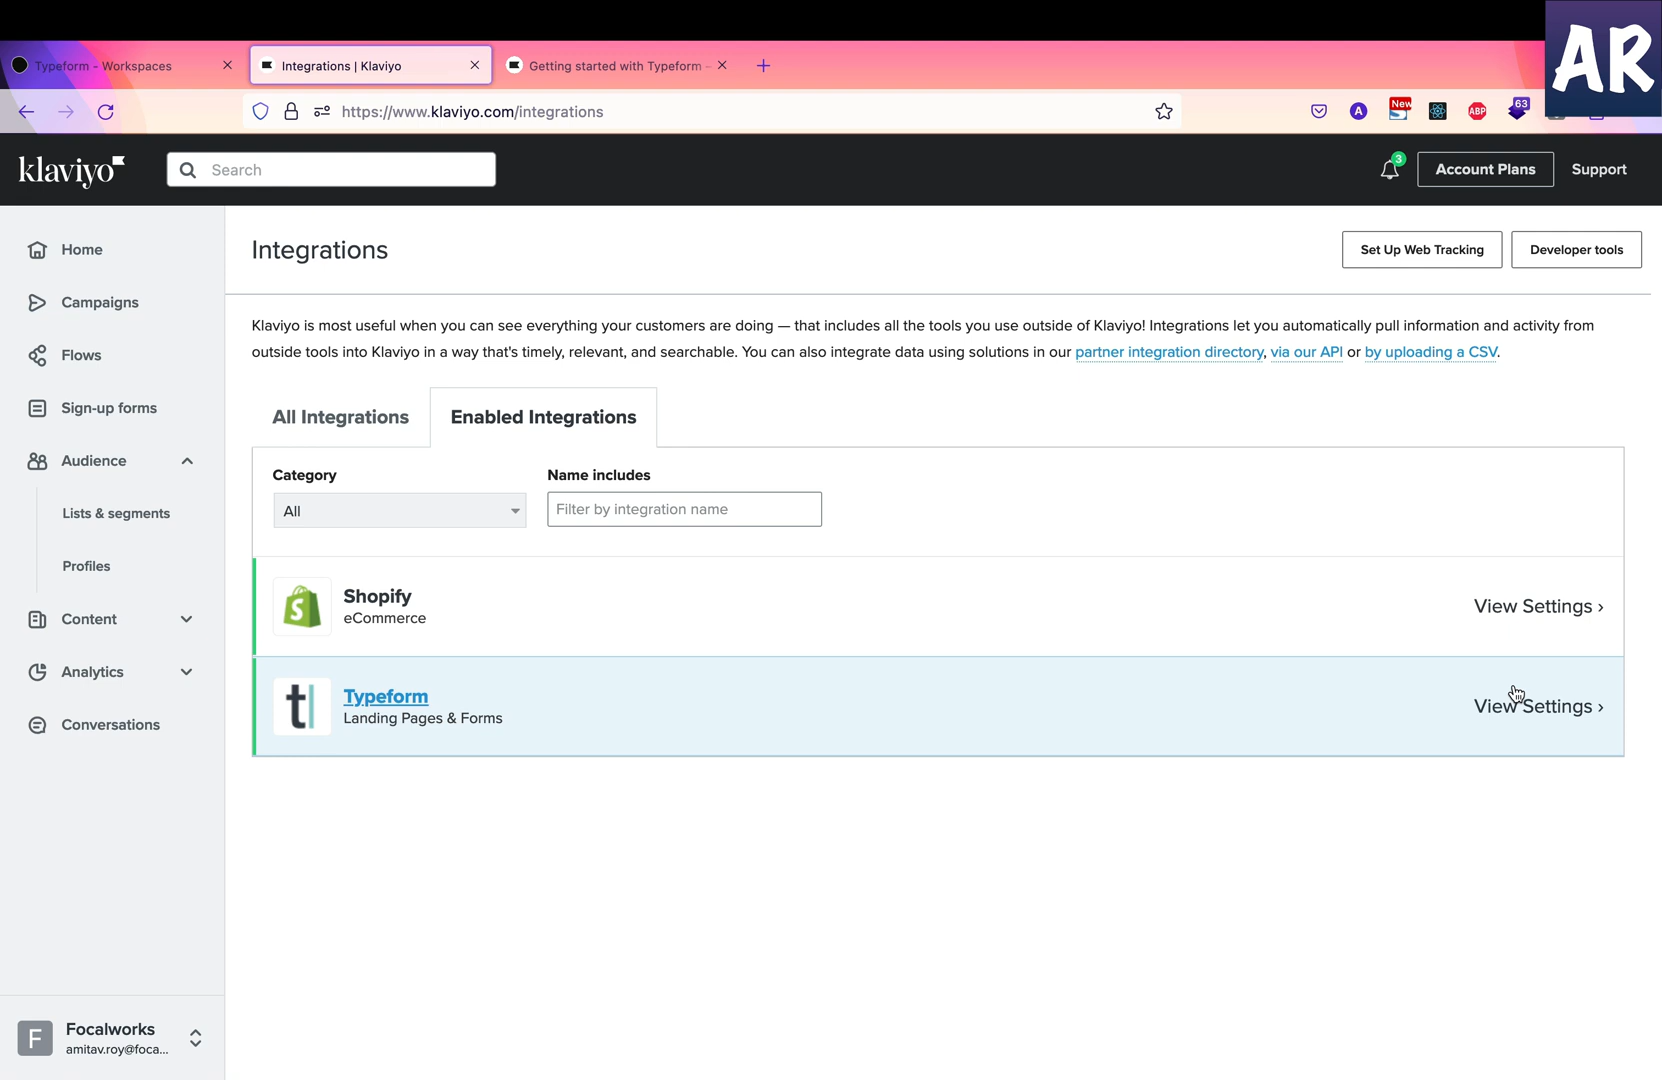 Typeform - Workspaces
Integrations | Klaviyo
Getting started with Typeform -
AR
https://www.klaviyo.com/integrations
A
New
S
ABP
63
klaviyo
Search
3
Account Plans
Support
Home
Campaigns
Flows
Sign-up forms
Audience
Lists & segments
Profiles
Content
Analytics
Conversations
F
Focalworks
amitav.roy@foca...
Integrations
Set Up Web Tracking
Developer tools
Klaviyo is most useful when you can see everything your customers are doing — that includes all the tools you use outside of Klaviyo! Integrations let you automatically pull information and activity from
outside tools into Klaviyo in a way that's timely, relevant, and searchable. You can also integrate data using solutions in our partner integration directory, via our API or by uploading a CSV.
All Integrations
Enabled Integrations
Category
Name includes
All
Filter by integration name
S
Shopify
eCommerce
View Settings ›
t
Typeform
Landing Pages & Forms
View Settings ›